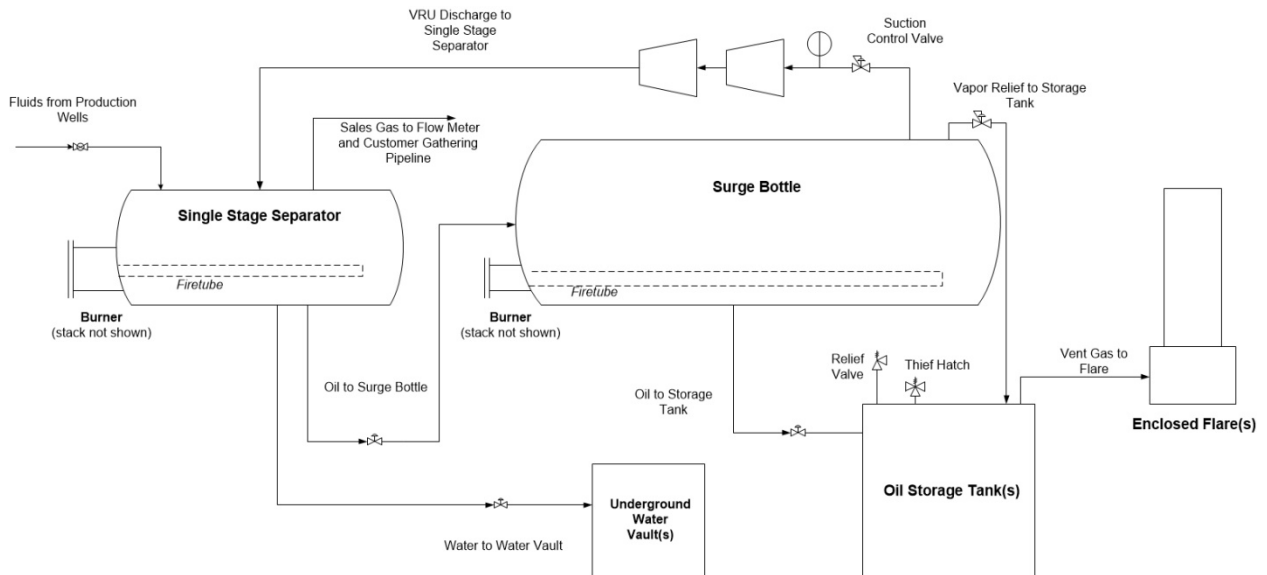 VRU Discharge to
Single Stage
Separator
Suction
Control Valve
Vapor Relief to Storage
Tank
Fluids from Production
Wells
Sales Gas to Flow Meter
and Customer Gathering
Pipeline
Surge Bottle
Single Stage Separator
Firetube
Firetube
Burner
(stack not shown)
Burner
(stack not shown)
Relief
Valve
Thief Hatch
Vent Gas to
Flare
Oil to Surge Bottle
Oil to Storage
Tank
Enclosed Flare(s)
Oil Storage Tank(s)
Underground
Water
Vault(s)
Water to Water Vault